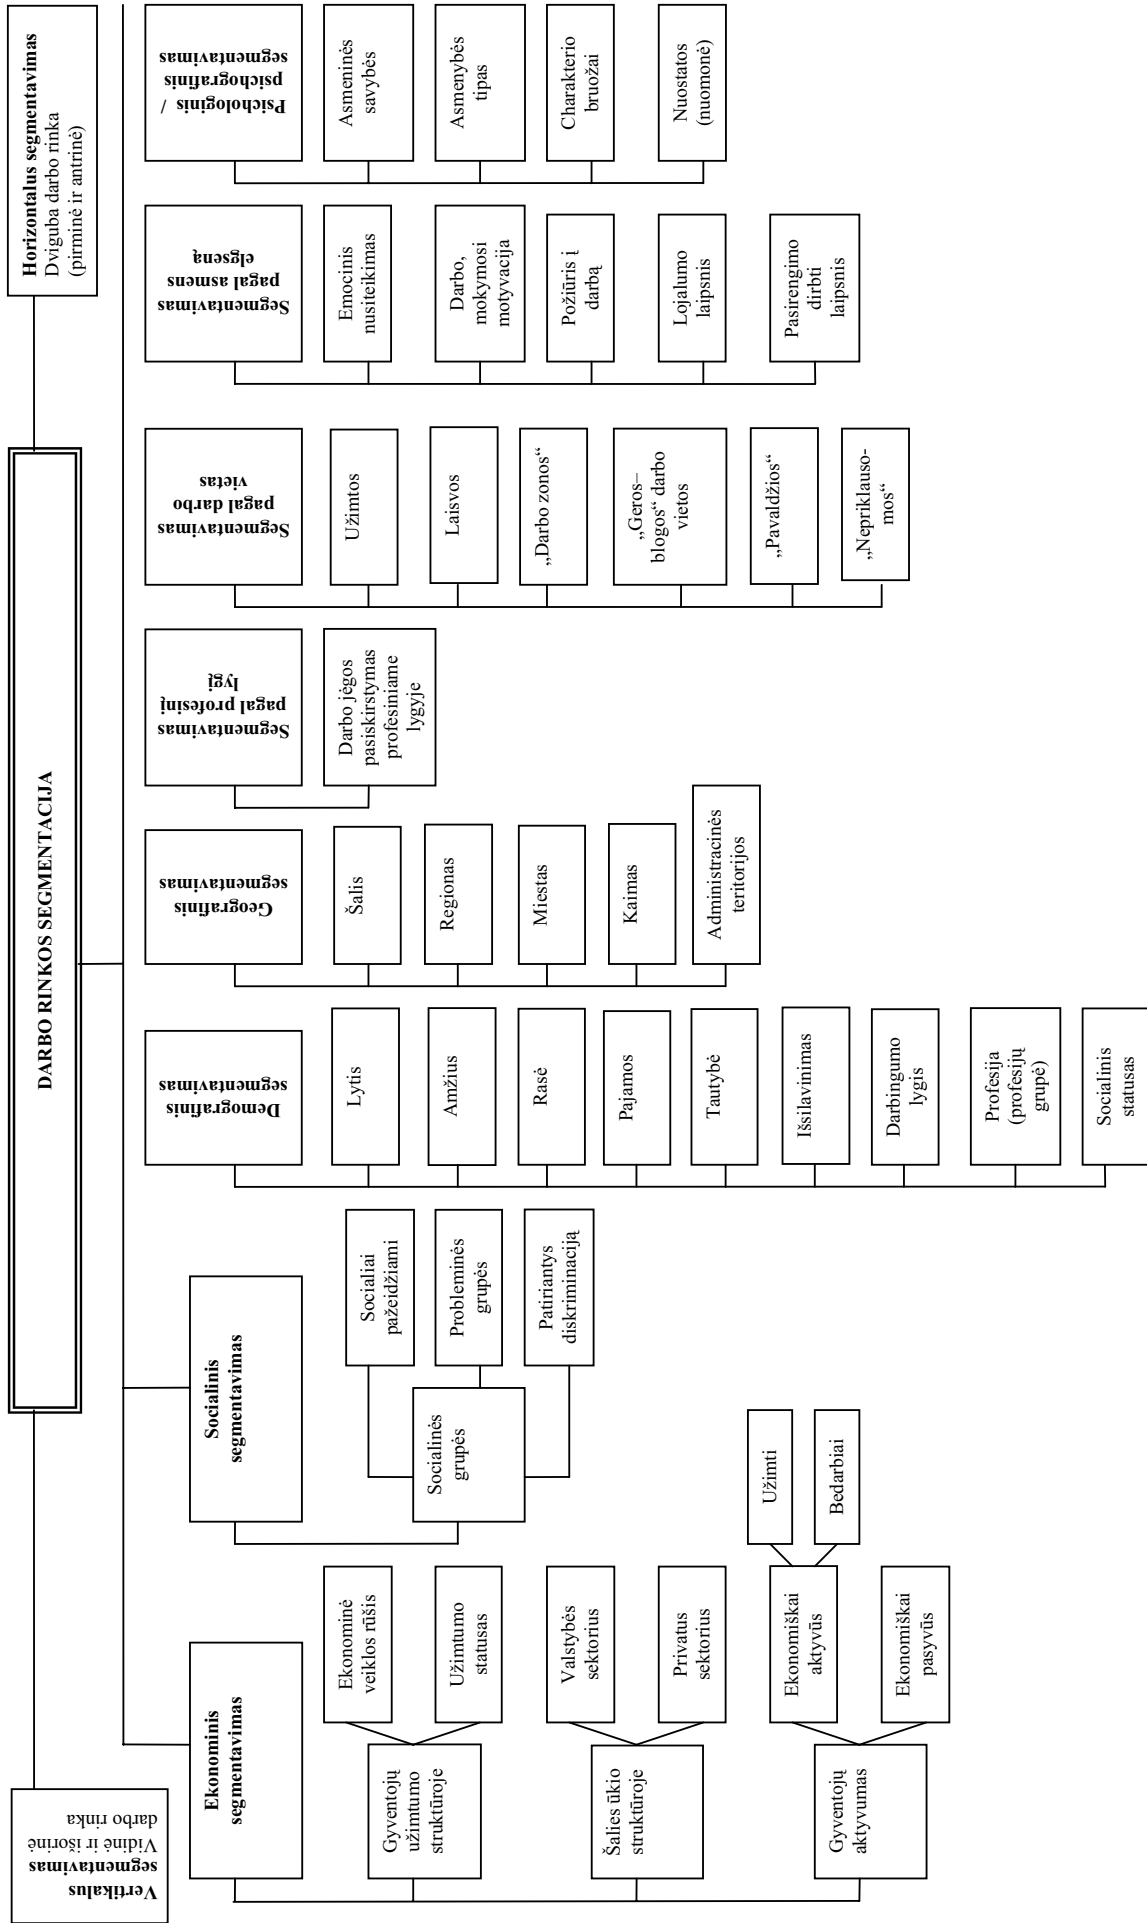 DARBO RINKOS SEGMENTACIJA
Vertikalus
segmentavimas
Vidinė ir išorinė
darbo rinka
Horizontalus segmentavimas
Dviguba darbo rinka
(pirminė ir antrinė)
Ekonominis
segmentavimas
Gyventojų
užimtumo
struktūroje
Ekonominė
veiklos rūšis
Užimtumo
statusas
Šalies ūkio
struktūroje
Valstybės
sektorius
Privatus
sektorius
Gyventojų
aktyvumas
Ekonomiškai
aktyvūs
Užimti
Bedarbiai
Ekonomiškai
pasyvūs
Socialinis
segmentavimas
Socialinės
grupės
Socialiai
pažeidžiami
Probleminės
grupės
Patiriantys
diskriminaciją
Demografinis
segmentavimas
Lytis
Amžius
Rasė
Pajamos
Tautybė
Išsilavinimas
Darbingumo
lygis
Profesija
(profesijų
grupė)
Socialinis
statusas
Geografinis
segmentavimas
Šalis
Regionas
Miestas
Kaimas
Administracinės
teritorijos
Segmentavimas
pagal profesinį
lygį
Darbo jėgos
pasiskirstymas
profesiniame
lygyje
Segmentavimas
pagal darbo
vietas
Užimtos
Laisvos
„Darbo zonos“
„Geros–
blogos“ darbo
vietos
„Pavaldžios“
„Nepriklauso-
mos“
Segmentavimas
pagal asmens
elgseną
Emocinis
nusiteikimas
Darbo,
mokymosi
motyvacija
Požiūris į
darbą
Lojalumo
laipsnis
Pasirengimo
dirbti
laipsnis
Psichologinis /
psichografinis
segmentavimas
Asmeninės
savybės
Asmenybės
tipas
Charakterio
bruožai
Nuostatos
(nuomonė)